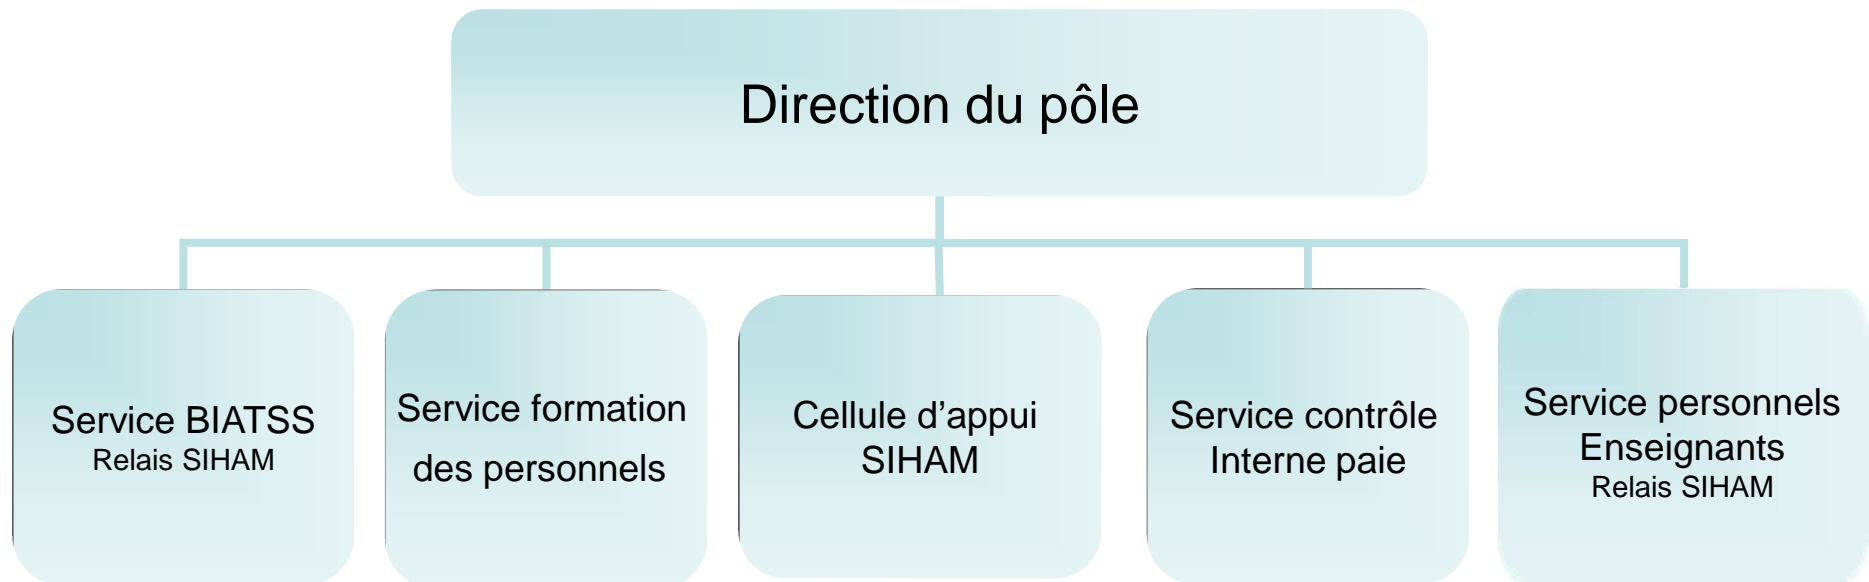 Direction du pôle
Service BIATSS
Relais SIHAM
Service formation
des personnels
Cellule d’appui
SIHAM
Service contrôle
Interne paie
Service personnels
Enseignants
Relais SIHAM